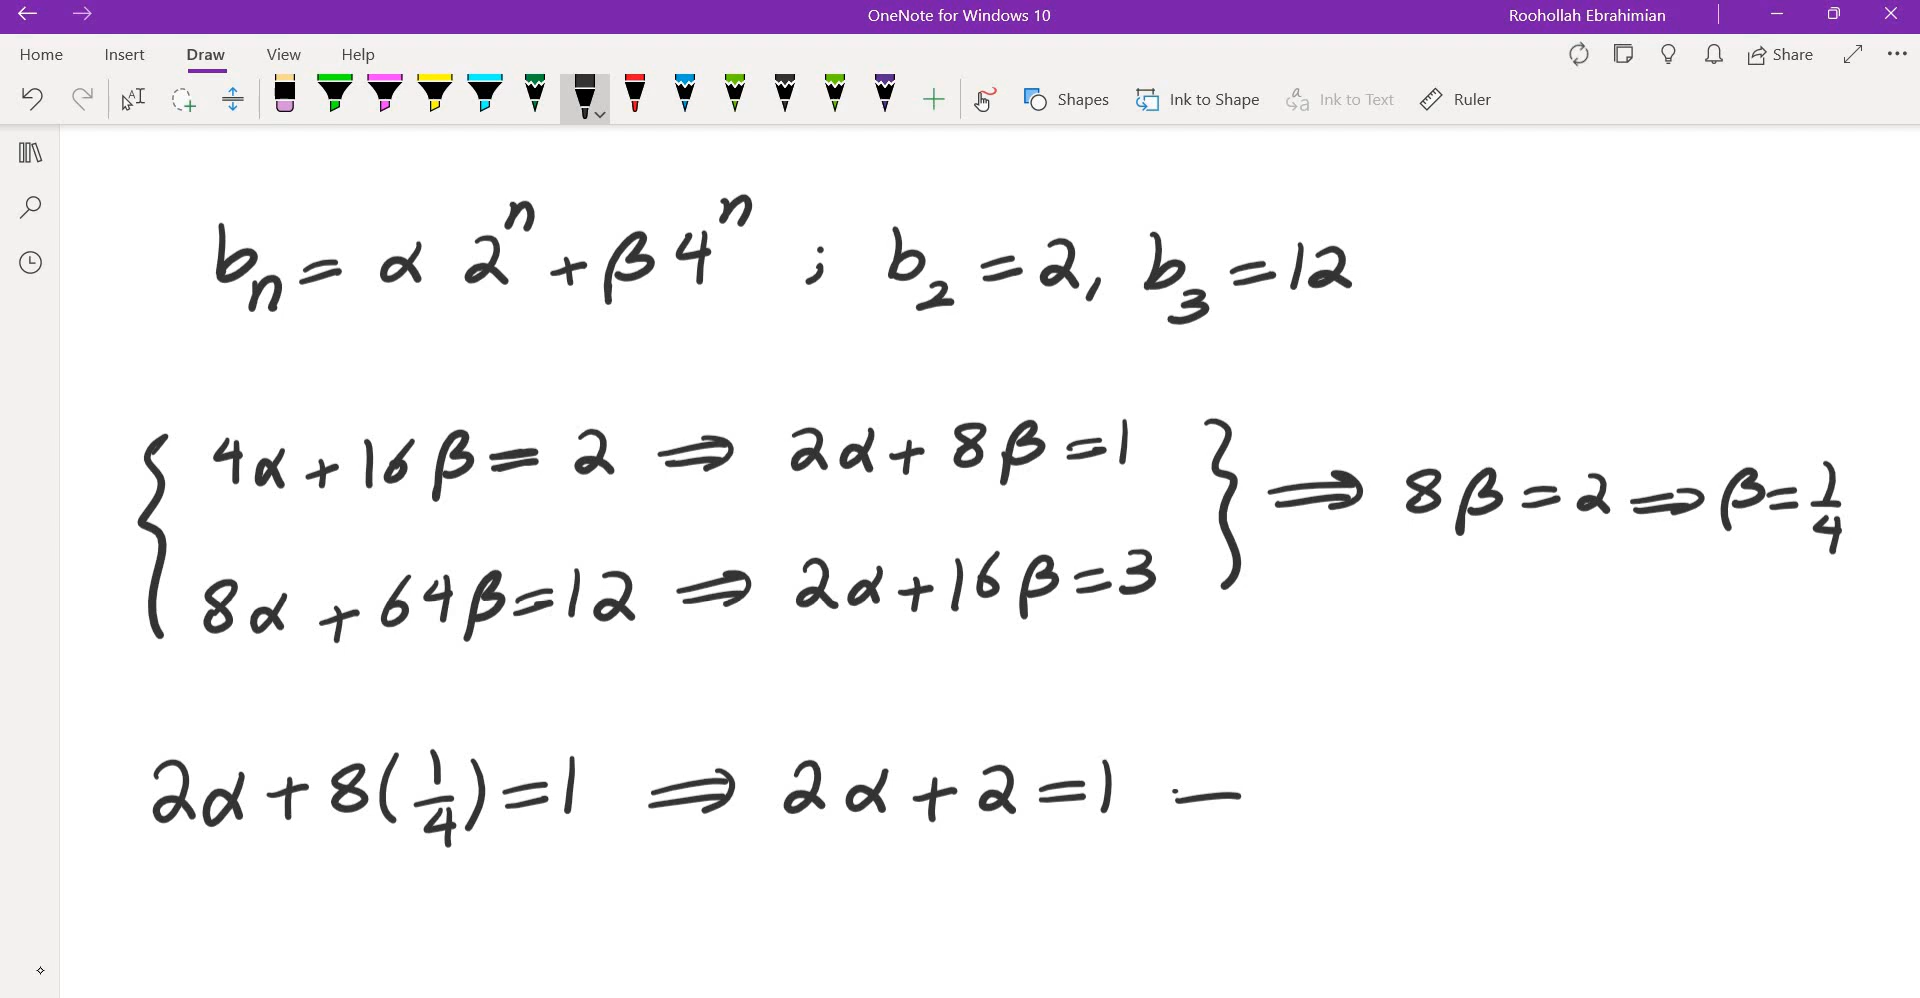 OneNote for Windows 10 Roohollah Ebrahimian
Home Insert Draw View Help Share
Shapes Ink to Shape Ink to Text Ruler
bₙ = α 2ⁿ + β 4ⁿ ; b₂ = 2, b₃ = 12
4α + 16β = 2 ⟹ 2α + 8β = 1
8α + 64β = 12 ⟹ 2α + 16β = 3
} ⟹ 8β = 2 ⟹ β = 1/4
2α + 8(1/4) = 1 ⟹ 2α + 2 = 1